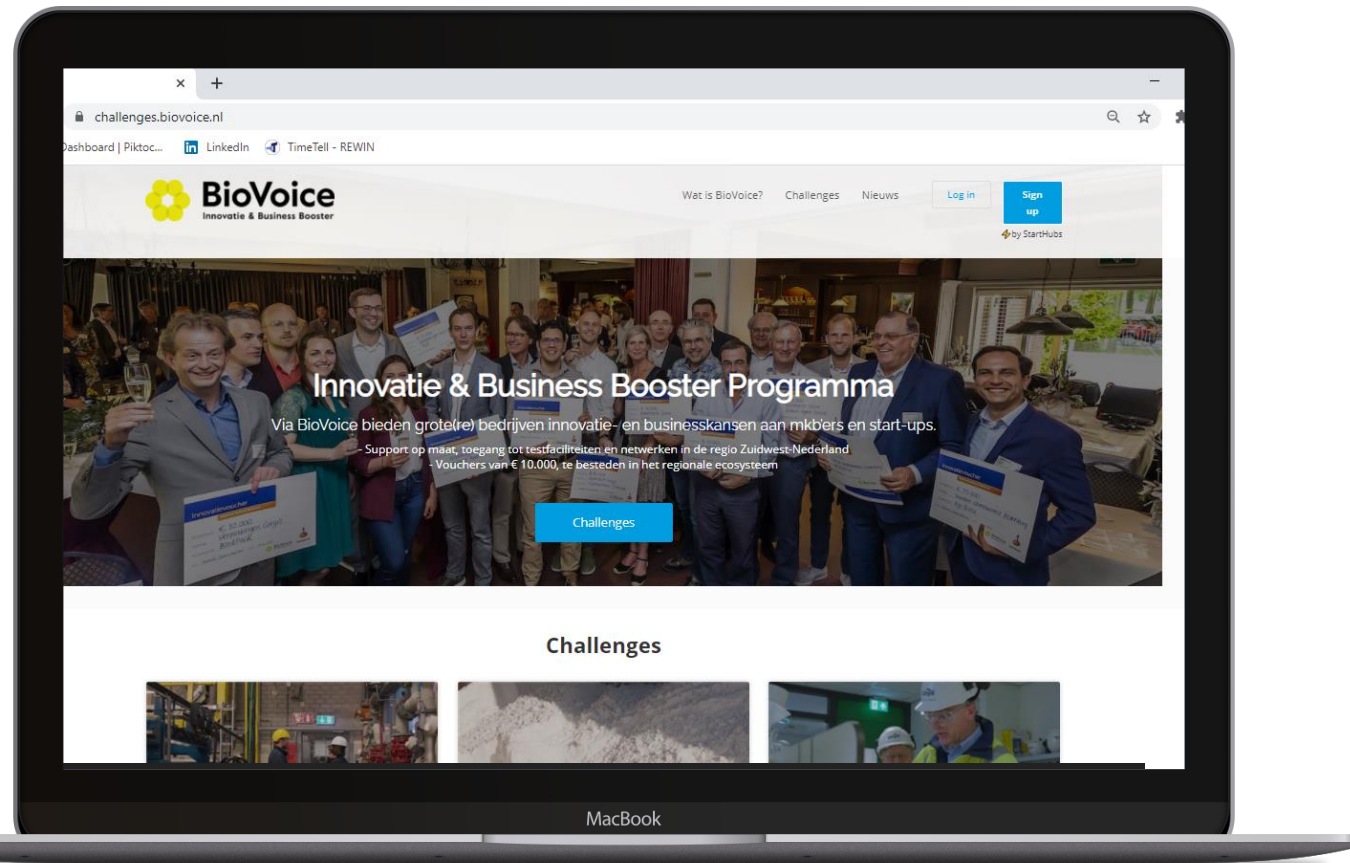 challenges.biovoice.nl
Dashboard | Piktoc...
LinkedIn
TimeTell - REWIN
BioVoice
Innovatie & Business Booster
Wat is BioVoice?
Challenges
Nieuws
Log in
Sign
up
by StartHubs
Innovatie & Business Booster Programma
Via BioVoice bieden grote(re) bedrijven innovatie- en businesskansen aan mkb'ers en start-ups.
- Support op maat, toegang tot testfaciliteiten en netwerken in de regio Zuidwest-Nederland
- Vouchers van € 10.000, te besteden in het regionale ecosysteem
innovatievoucher
€ 10.000
Challenges
Challenges
MacBook